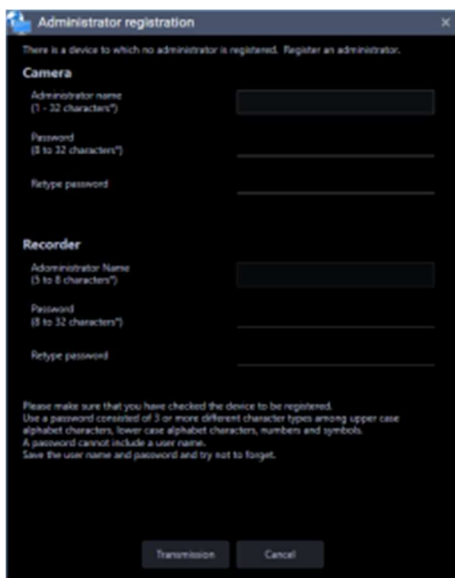 Administrator registration
There is a device to which no administrator is registered. Register an administrator.
Camera
Administrator name
(1 - 32 characters*)
Password
(8 to 32 characters*)
Retype password
Recorder
Adoministrator Name
(5 to 8 characters*)
Password
(8 to 32 characters*)
Retype password
Please make sure that you have checked the device to be registered.
Use a password consisted of 3 or more different character types among upper case
alphabet characters, lower case alphabet characters, numbers and symbols.
A password cannot include a user name.
Save the user name and password and try not to forget.
Transmission Cancel